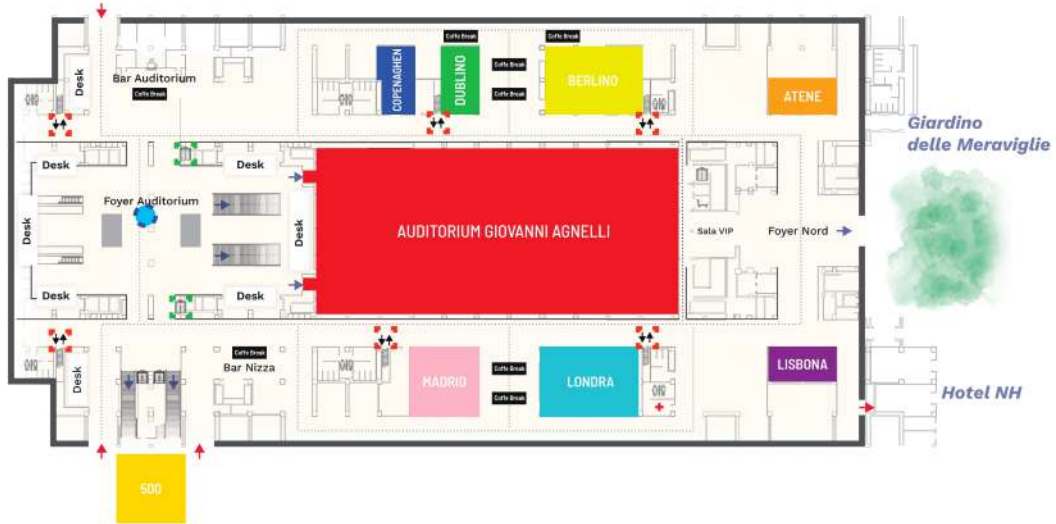 Coffe Break
Coffe Break
Desk
Bar Auditorium
Coffe Break
COPENAGHEN
DUBLINO
Coffe Break
Coffe Break
BERLINO
ATENE
Giardino
delle Meraviglie
Desk
Desk
Foyer Auditorium
Desk
Desk
AUDITORIUM GIOVANNI AGNELLI
Sala VIP
Foyer Nord
Desk
Desk
Coffe Break
Bar Nizza
Desk
MADRID
Coffe Break
Coffe Break
LONDRA
LISBONA
Hotel NH
500